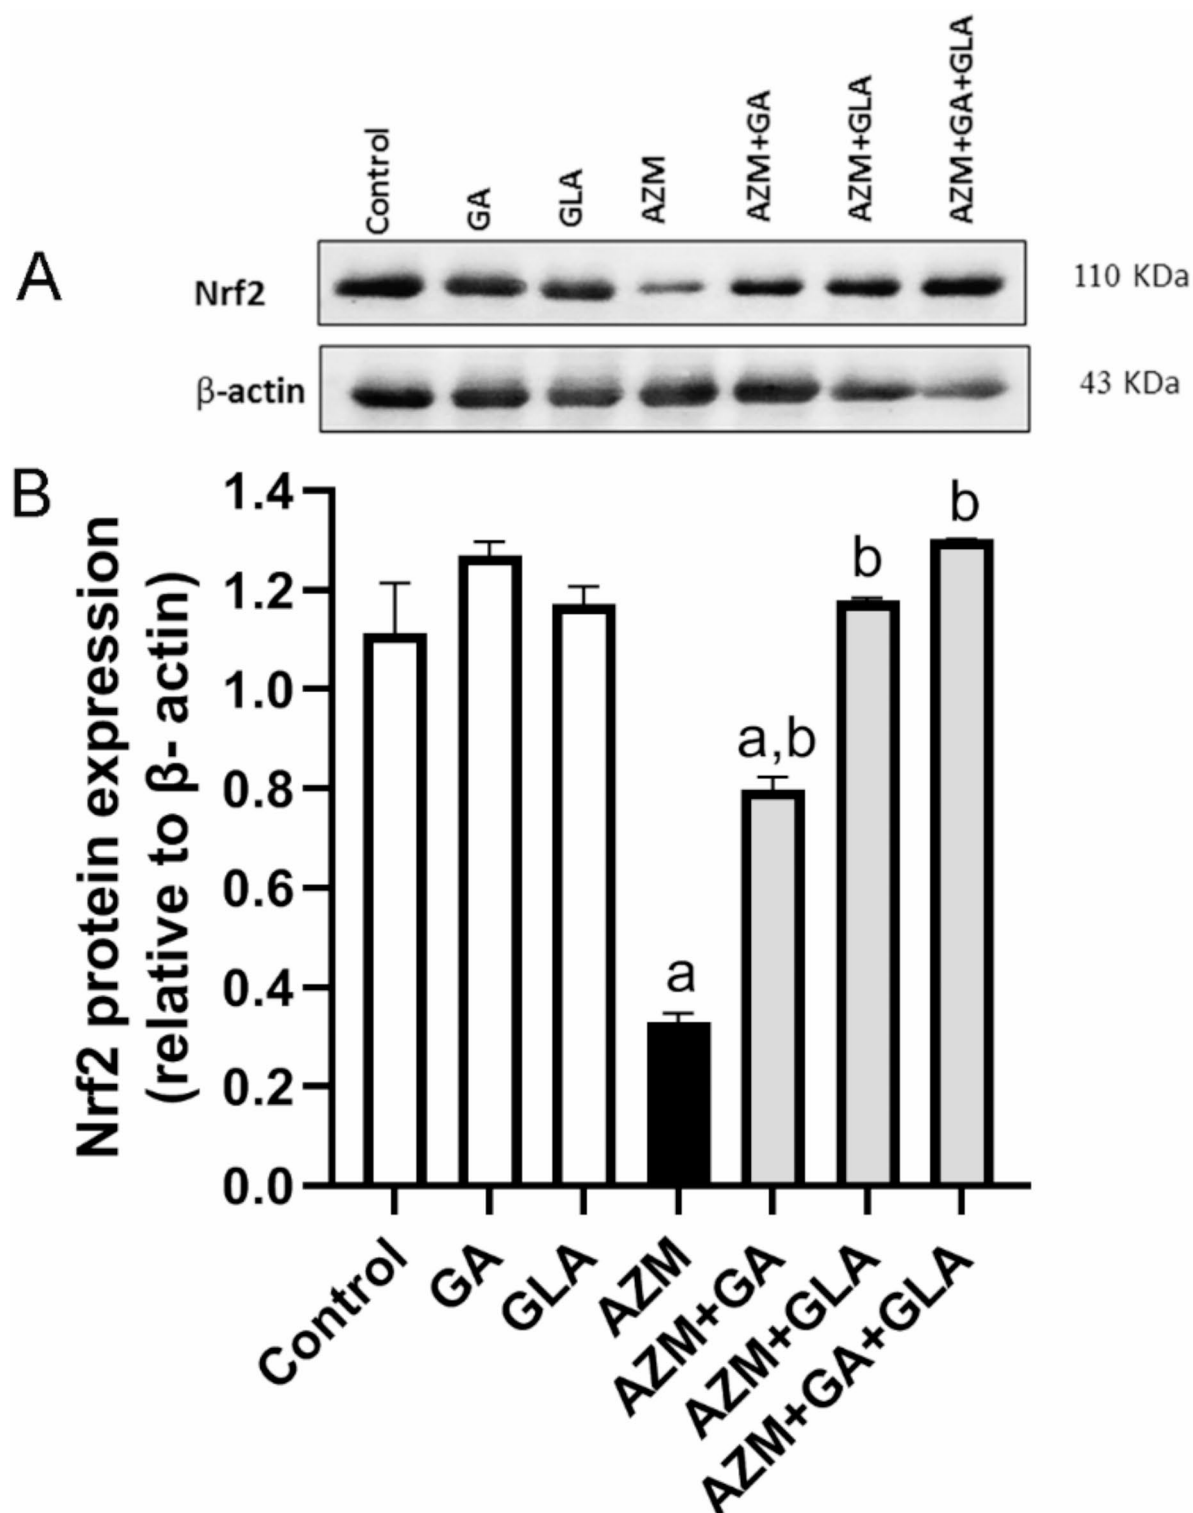 Control
GA
GLA
AZM
AZM+GA
AZM+GLA
AZM+GA+GLA
A
Nrf2
110 KDa
β-actin
43 KDa
B
Nrf2 protein expression
(relative to β- actin)
1.4
1.2
1.0
0.8
0.6
0.4
0.2
0.0
a
a,b
b
b
Control
GA
GLA
AZM
AZM+GA
AZM+GLA
AZM+GA+GLA